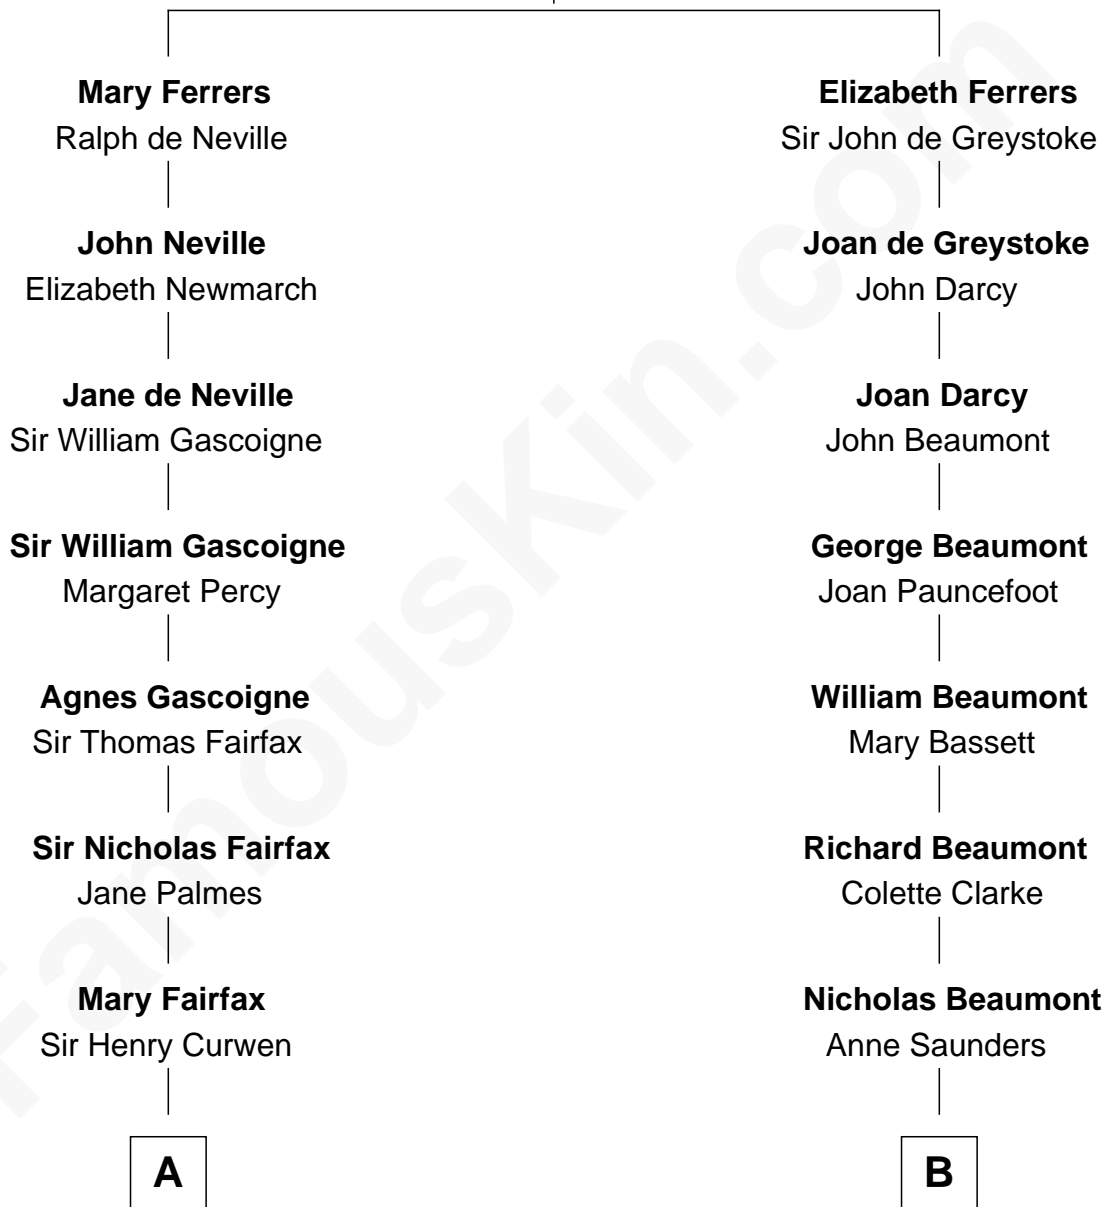 Mary Ferrers
Ralph de Neville
John Neville
Elizabeth Newmarch
Jane de Neville
Sir William Gascoigne
Sir William Gascoigne
Margaret Percy
Agnes Gascoigne
Sir Thomas Fairfax
Sir Nicholas Fairfax
Jane Palmes
Mary Fairfax
Sir Henry Curwen
A
Elizabeth Ferrers
Sir John de Greystoke
Joan de Greystoke
John Darcy
Joan Darcy
John Beaumont
George Beaumont
Joan Pauncefoot
William Beaumont
Mary Bassett
Richard Beaumont
Colette Clarke
Nicholas Beaumont
Anne Saunders
B
FamousKin.com